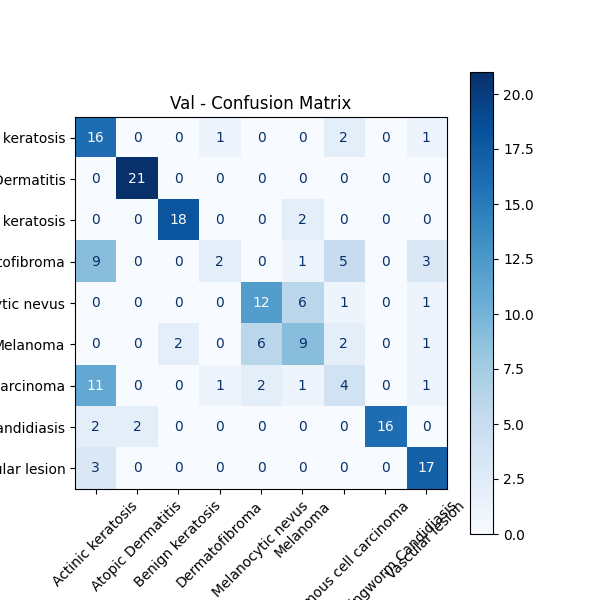 Val - Confusion Matrix
keratosis 16 0 0 1 0 0 2 0 1
Dermatitis 0 21 0 0 0 0 0 0 0
keratosis 0 0 18 0 0 2 0 0 0
tofibroma 9 0 0 2 0 1 5 0 3
ytic nevus 0 0 0 0 12 6 1 0 1
Melanoma 0 0 2 0 6 9 2 0 1
arcinoma 11 0 0 1 2 1 4 0 1
andidiasis 2 2 0 0 0 0 0 16 0
ular lesion 3 0 0 0 0 0 0 0 17
Actinic keratosis
Atopic Dermatitis
Benign keratosis
Dermatofibroma
Melanocytic nevus
Melanoma
mous cell carcinoma
ngworm Candidiasis
Vascular lesion
20.0
17.5
15.0
12.5
10.0
7.5
5.0
2.5
0.0